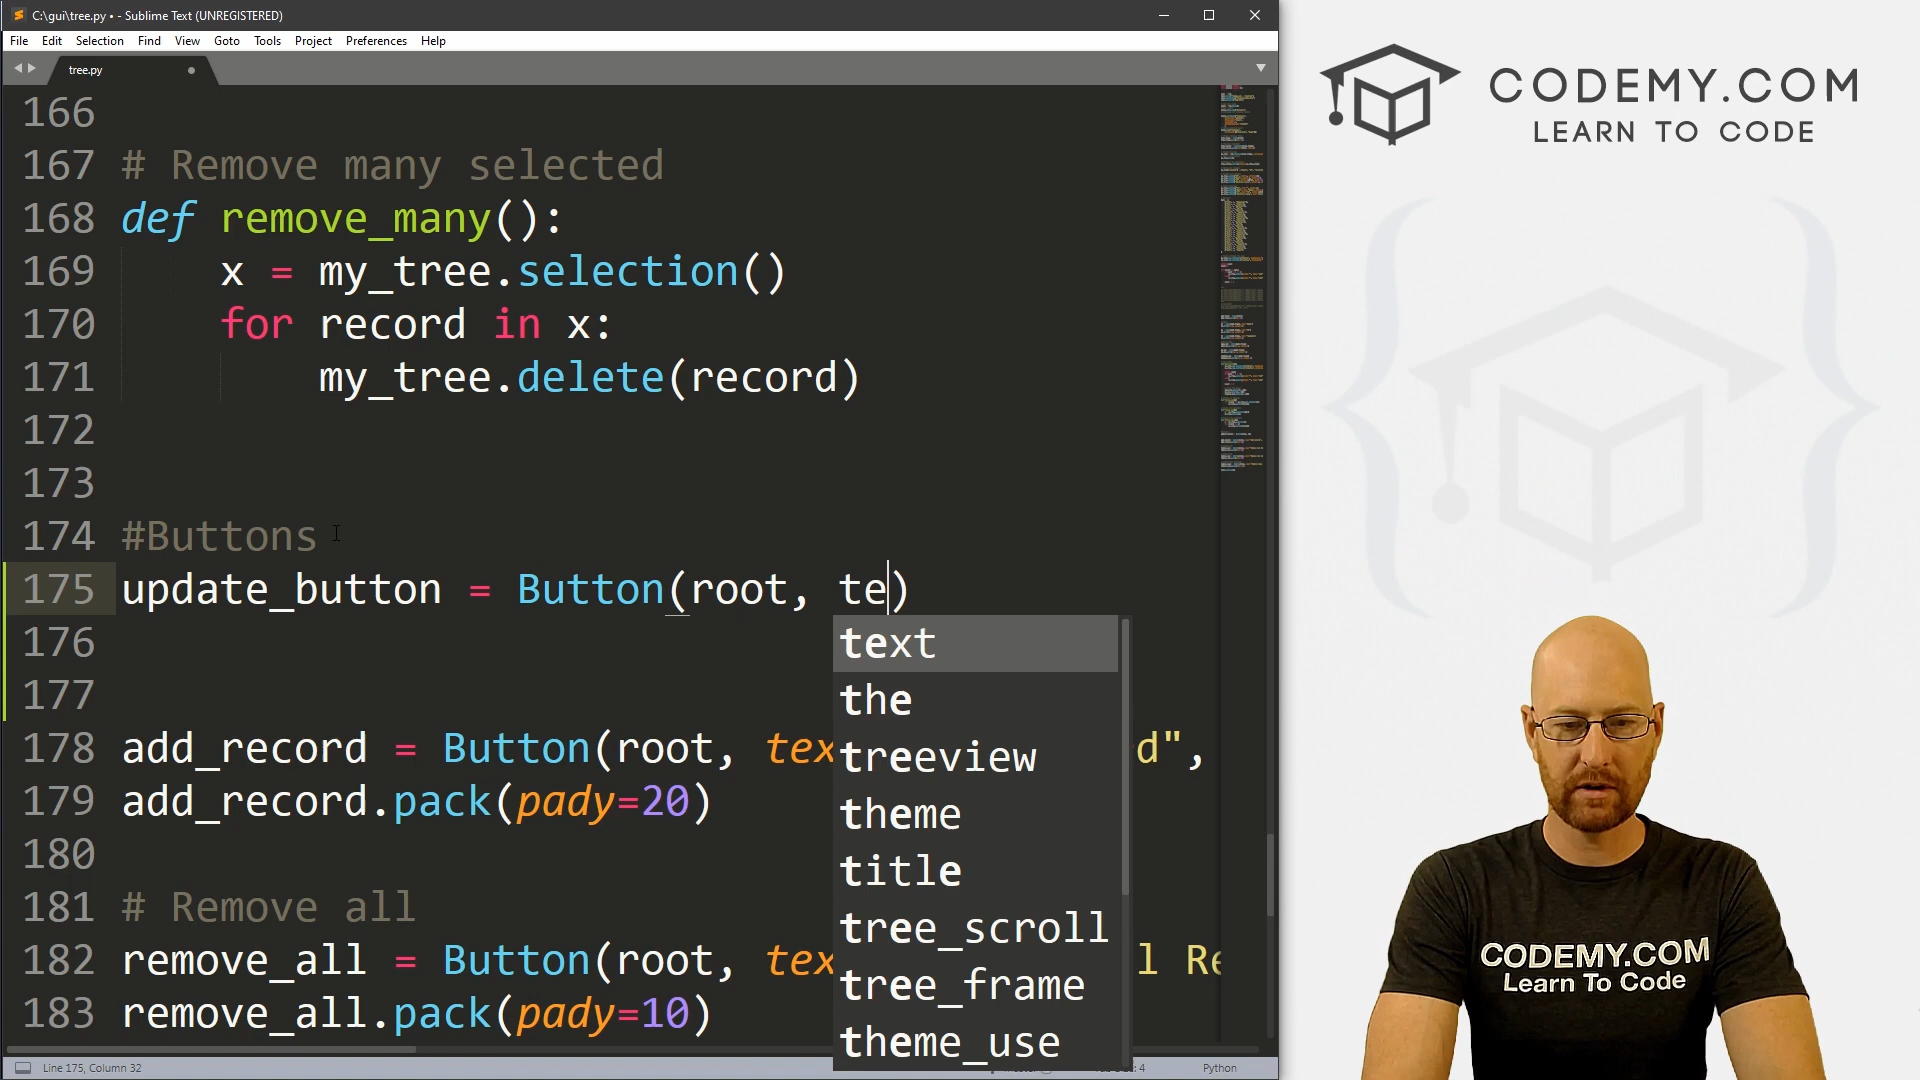 C:\gui\tree.py • - Sublime Text (UNREGISTERED)
File Edit Selection Find View Goto Tools Project Preferences Help
tree.py
166
167 # Remove many selected
168 def remove_many():
169 x = my_tree.selection()
170 for record in x:
171 my_tree.delete(record)
172
173
174 #Buttons
175 update_button = Button(root, te)
176
177
178 add_record = Button(root, tex d",
179 add_record.pack(pady=20)
180
181 # Remove all
182 remove_all = Button(root, tex l Re
183 remove_all.pack(pady=10)
text
the
treeview
theme
title
tree_scroll
tree_frame
theme_use
Line 175, Column 32
4
Python
CODEMY.COM
LEARN TO CODE
CODEMY.COM
Learn To Code